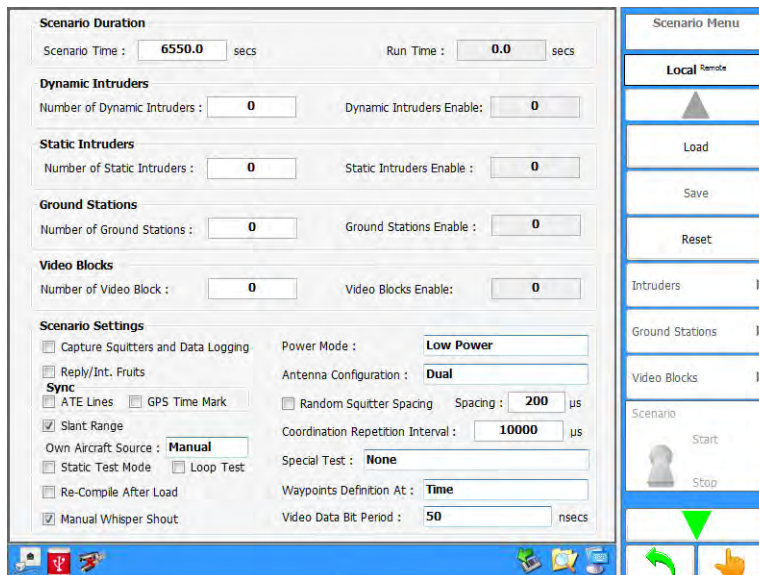 Scenario Duration
Scenario Time : 6550.0 secs Run Time : 0.0 secs
Dynamic Intruders
Number of Dynamic Intruders : 0 Dynamic Intruders Enable: 0
Static Intruders
Number of Static Intruders : 0 Static Intruders Enable : 0
Ground Stations
Number of Ground Stations : 0 Ground Stations Enable : 0
Video Blocks
Number of Video Block : 0 Video Blocks Enable: 0
Scenario Settings
Capture Squitters and Data Logging
Reply/Int. Fruits
Sync
ATE Lines GPS Time Mark
Slant Range
Own Aircraft Source : Manual
Static Test Mode Loop Test
Re-Compile After Load
Manual Whisper Shout
Power Mode : Low Power
Antenna Configuration : Dual
Random Squitter Spacing Spacing : 200 µs
Coordination Repetition Interval : 10000 µs
Special Test : None
Waypoints Definition At : Time
Video Data Bit Period : 50 nsecs
Scenario Menu
Local Remote
Load
Save
Reset
Intruders
Ground Stations
Video Blocks
Scenario
Start
Stop